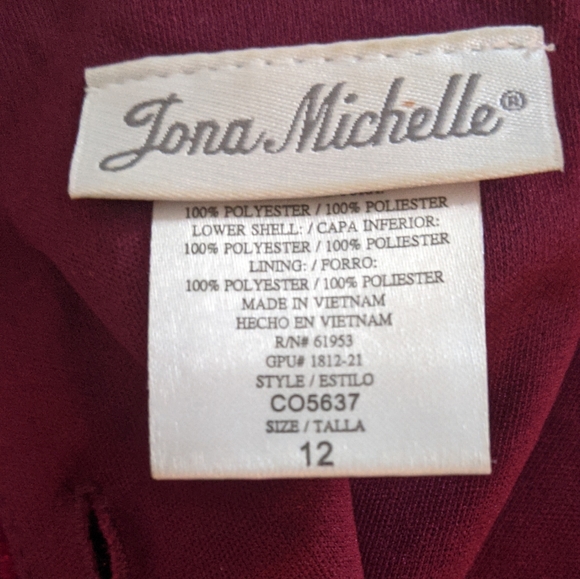 Jona Michelle®
100% POLYESTER / 100% POLIESTER
LOWER SHELL: / CAPA INFERIOR:
100% POLYESTER / 100% POLIESTER
LINING: / FORRO:
100% POLYESTER / 100% POLIESTER
MADE IN VIETNAM
HECHO EN VIETNAM
R/N# 61953
GPU# 1812-21
STYLE / ESTILO
CO5637
SIZE / TALLA
12